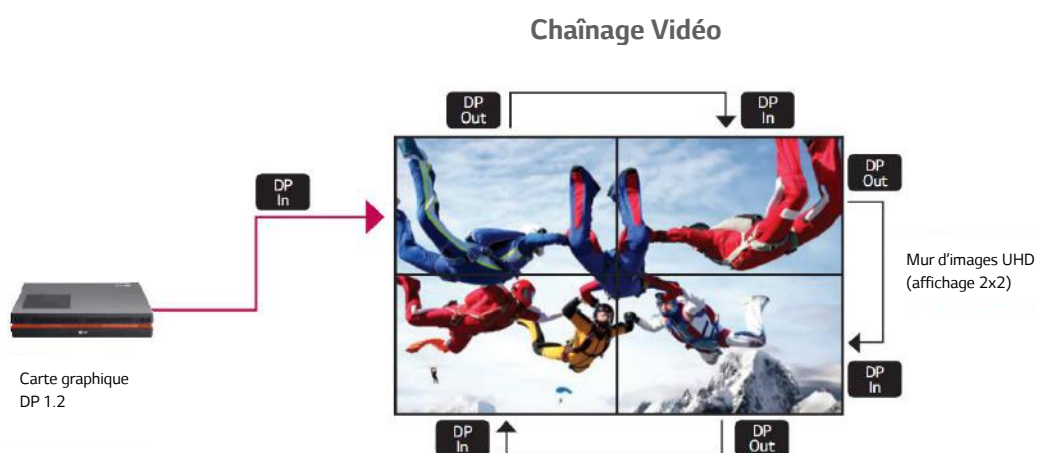 Chaînage Vidéo
DP
Out
DP
In
DP
In
DP
Out
Mur d’images UHD
(affichage 2x2)
Carte graphique
DP 1.2
DP
In
DP
In
DP
Out